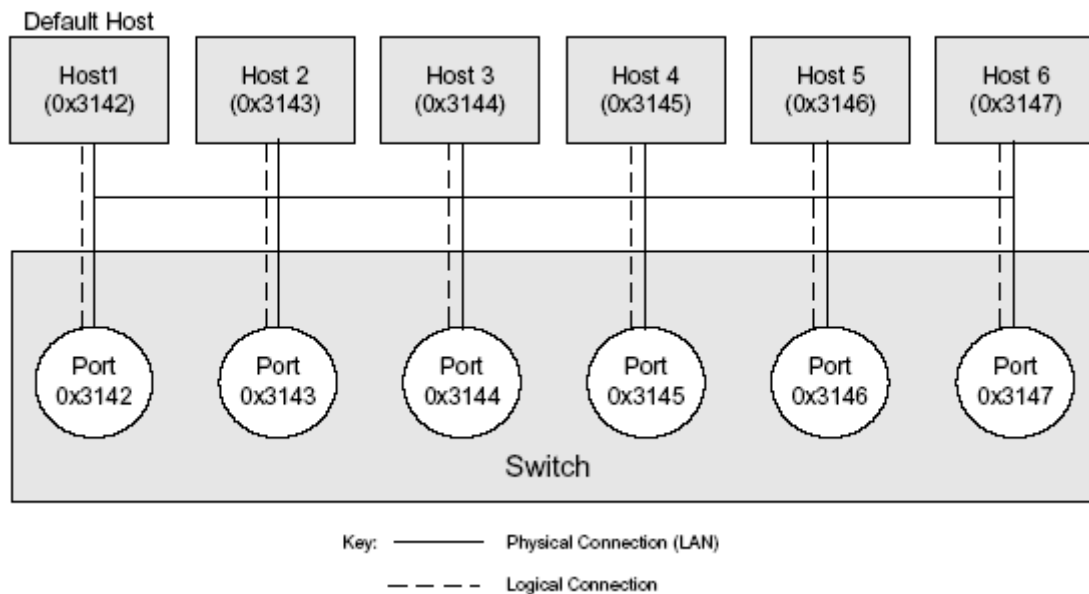 Default Host
Host1
(0x3142)
Host 2
(0x3143)
Host 3
(0x3144)
Host 4
(0x3145)
Host 5
(0x3146)
Host 6
(0x3147)
Port
0x3142
Port
0x3143
Port
0x3144
Port
0x3145
Port
0x3146
Port
0x3147
Switch
Key: Physical Connection (LAN)
Logical Connection